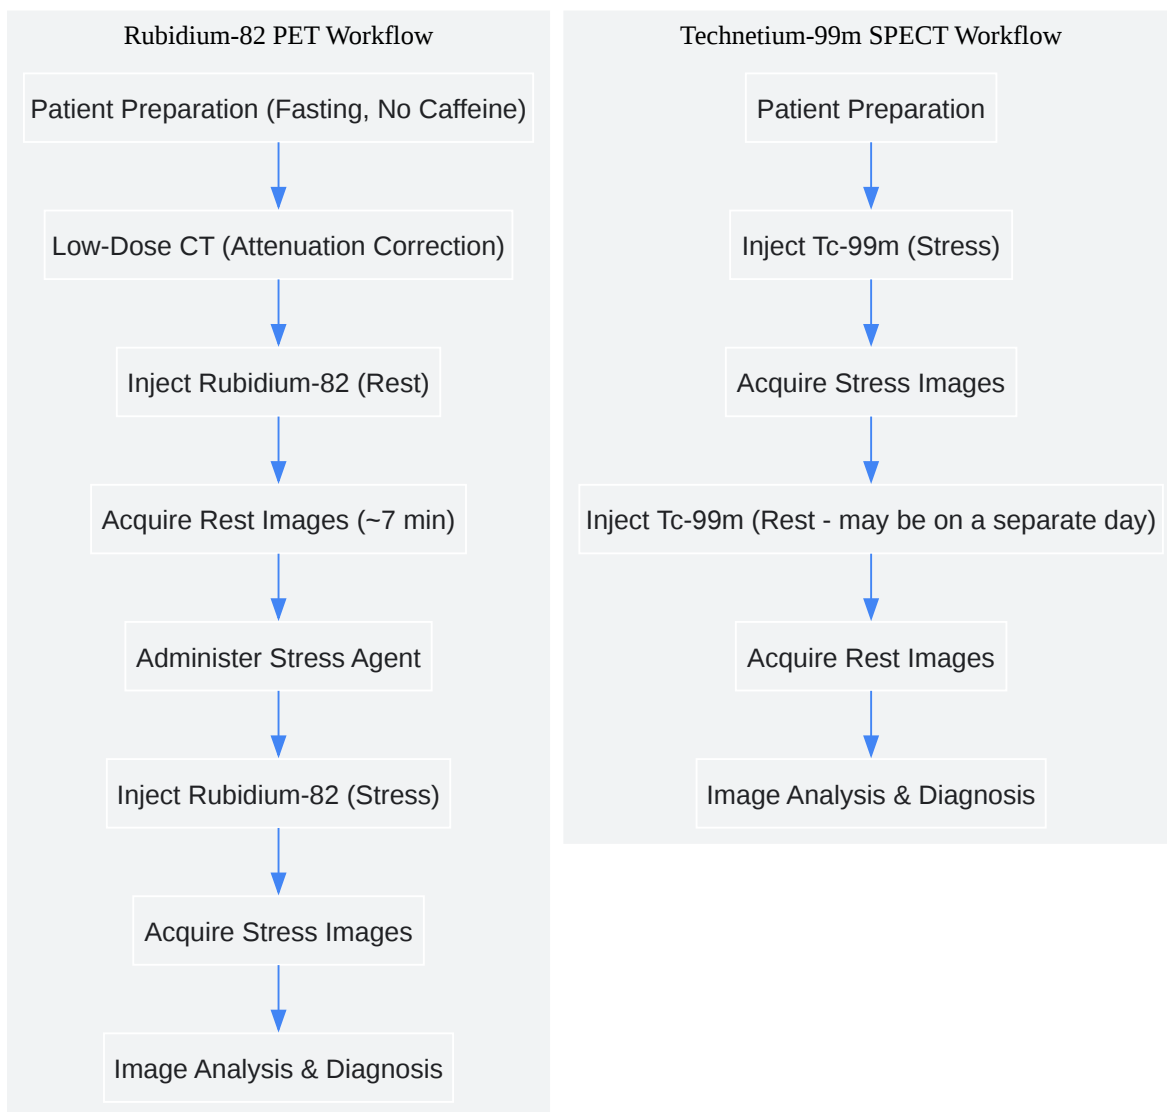 Rubidium-82 PET Workflow
Patient Preparation (Fasting, No Caffeine)
Low-Dose CT (Attenuation Correction)
Inject Rubidium-82 (Rest)
Acquire Rest Images (~7 min)
Administer Stress Agent
Inject Rubidium-82 (Stress)
Acquire Stress Images
Image Analysis & Diagnosis
Technetium-99m SPECT Workflow
Patient Preparation
Inject Tc-99m (Stress)
Acquire Stress Images
Inject Tc-99m (Rest - may be on a separate day)
Acquire Rest Images
Image Analysis & Diagnosis